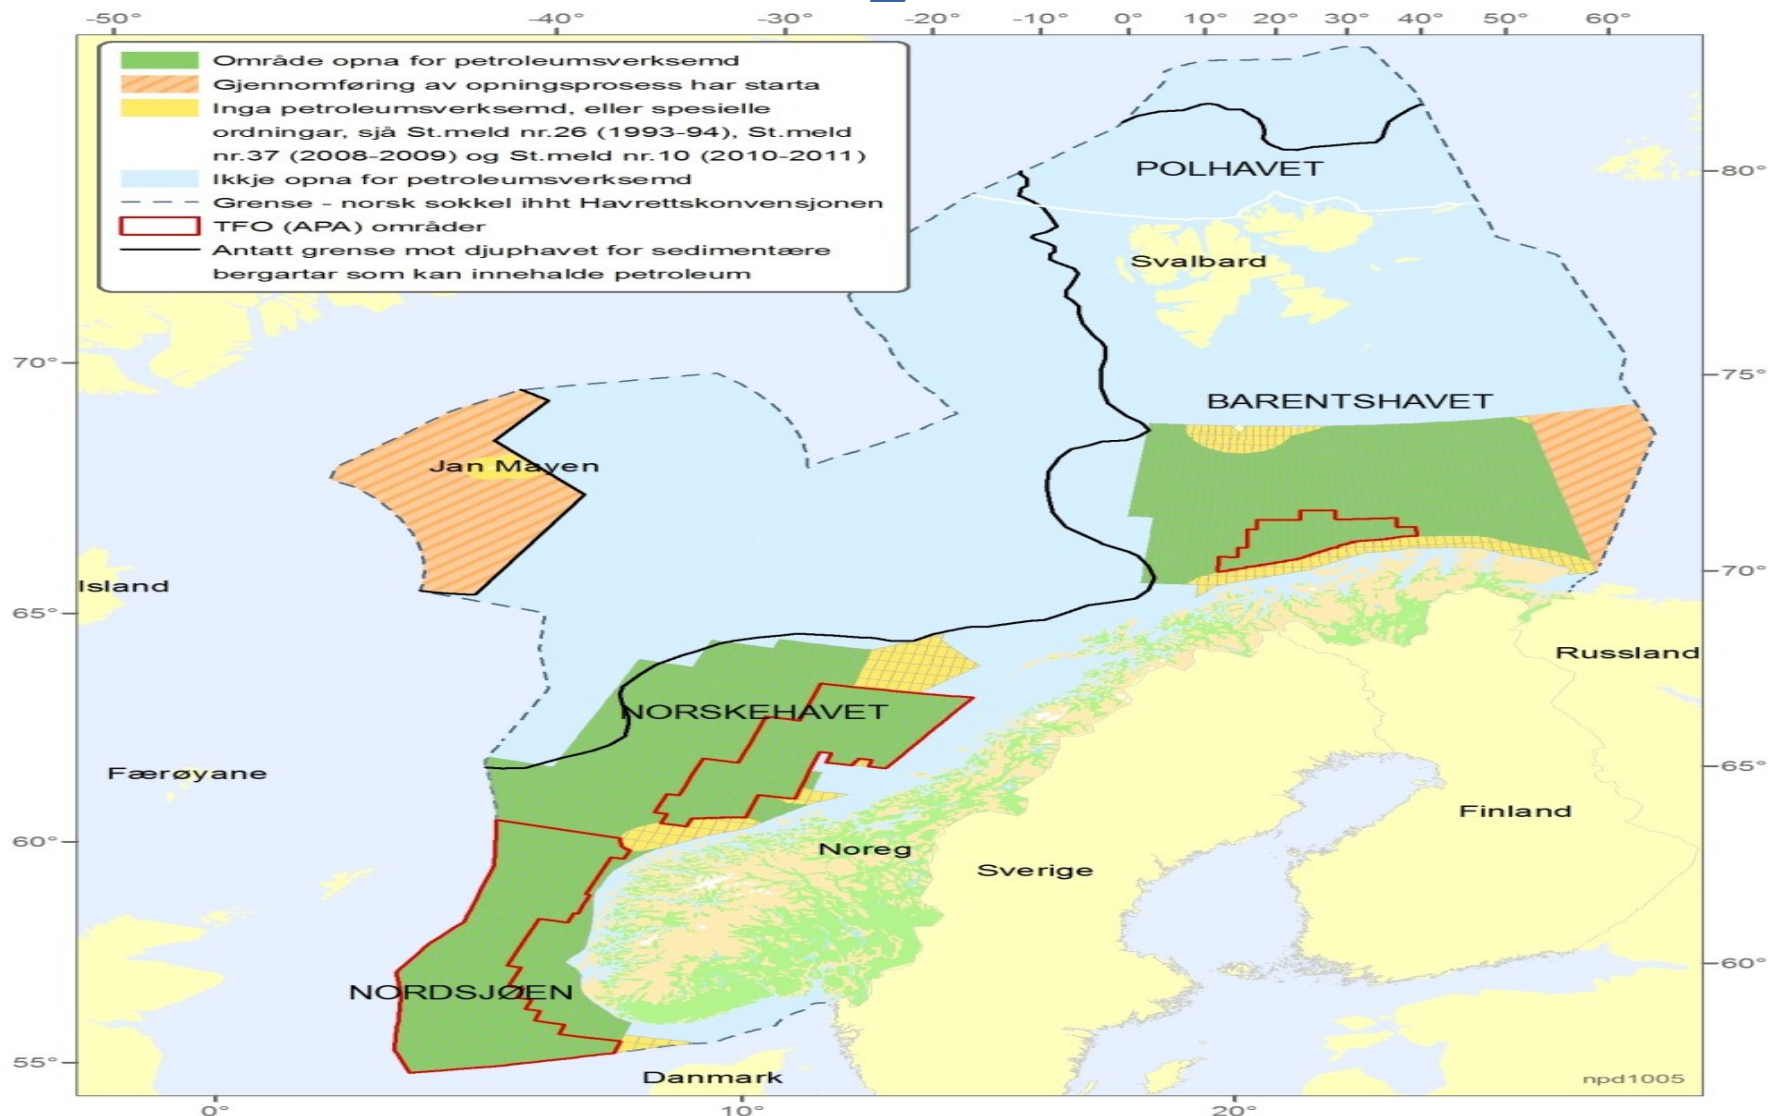 -50° -40° -30° -20° -10° 0° 10° 20° 30° 40° 50° 60°
Område opna for petroleumsverksemd
Gjennomføring av opningsprosess har starta
Inga petroleumsverksemd, eller spesielle
ordningar, sjå St.meld nr.26 (1993-94), St.meld
nr.37 (2008-2009) og St.meld nr.10 (2010-2011)
Ikkje opna for petroleumsverksemd
Grense - norsk sokkel ihht Havrettskonvensjonen
TFO (APA) områder
Antatt grense mot djuphavet for sedimentære
bergartar som kan innehalde petroleum
POLHAVET
80°
Svalbard
70°
75°
BARENTSHAVET
Jan Mayen
70°
Island
65°
Russland
NORSKEHAVET
65°
Færøyane
Finland
60°
Noreg
Sverige
60°
NORDSJØEN
55°
Danmark
npd1005
0° 10° 20°